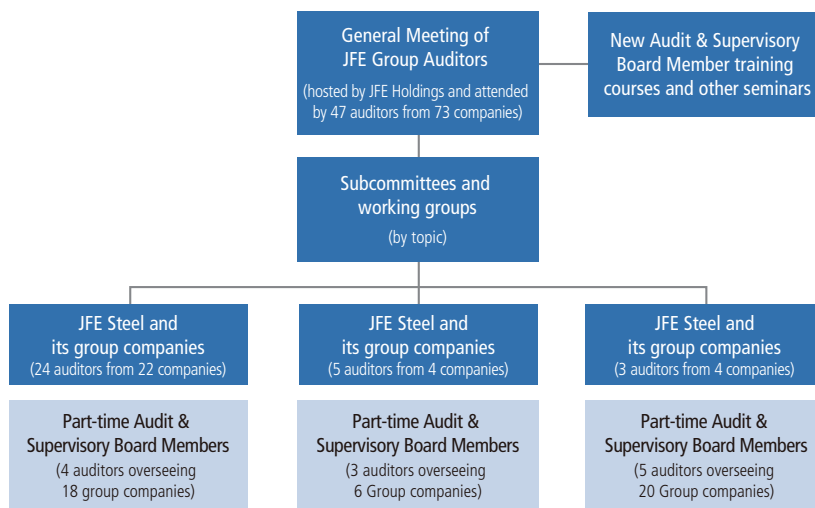 General Meeting of
JFE Group Auditors
(hosted by JFE Holdings and attended
by 47 auditors from 73 companies)
New Audit & Supervisory
Board Member training
courses and other seminars
Subcommittees and
working groups
(by topic)
JFE Steel and
its group companies
(24 auditors from 22 companies)
JFE Steel and
its group companies
(5 auditors from 4 companies)
JFE Steel and
its group companies
(3 auditors from 4 companies)
Part-time Audit &
Supervisory Board Members
(4 auditors overseeing
18 group companies)
Part-time Audit &
Supervisory Board Members
(3 auditors overseeing
6 Group companies)
Part-time Audit &
Supervisory Board Members
(5 auditors overseeing
20 Group companies)